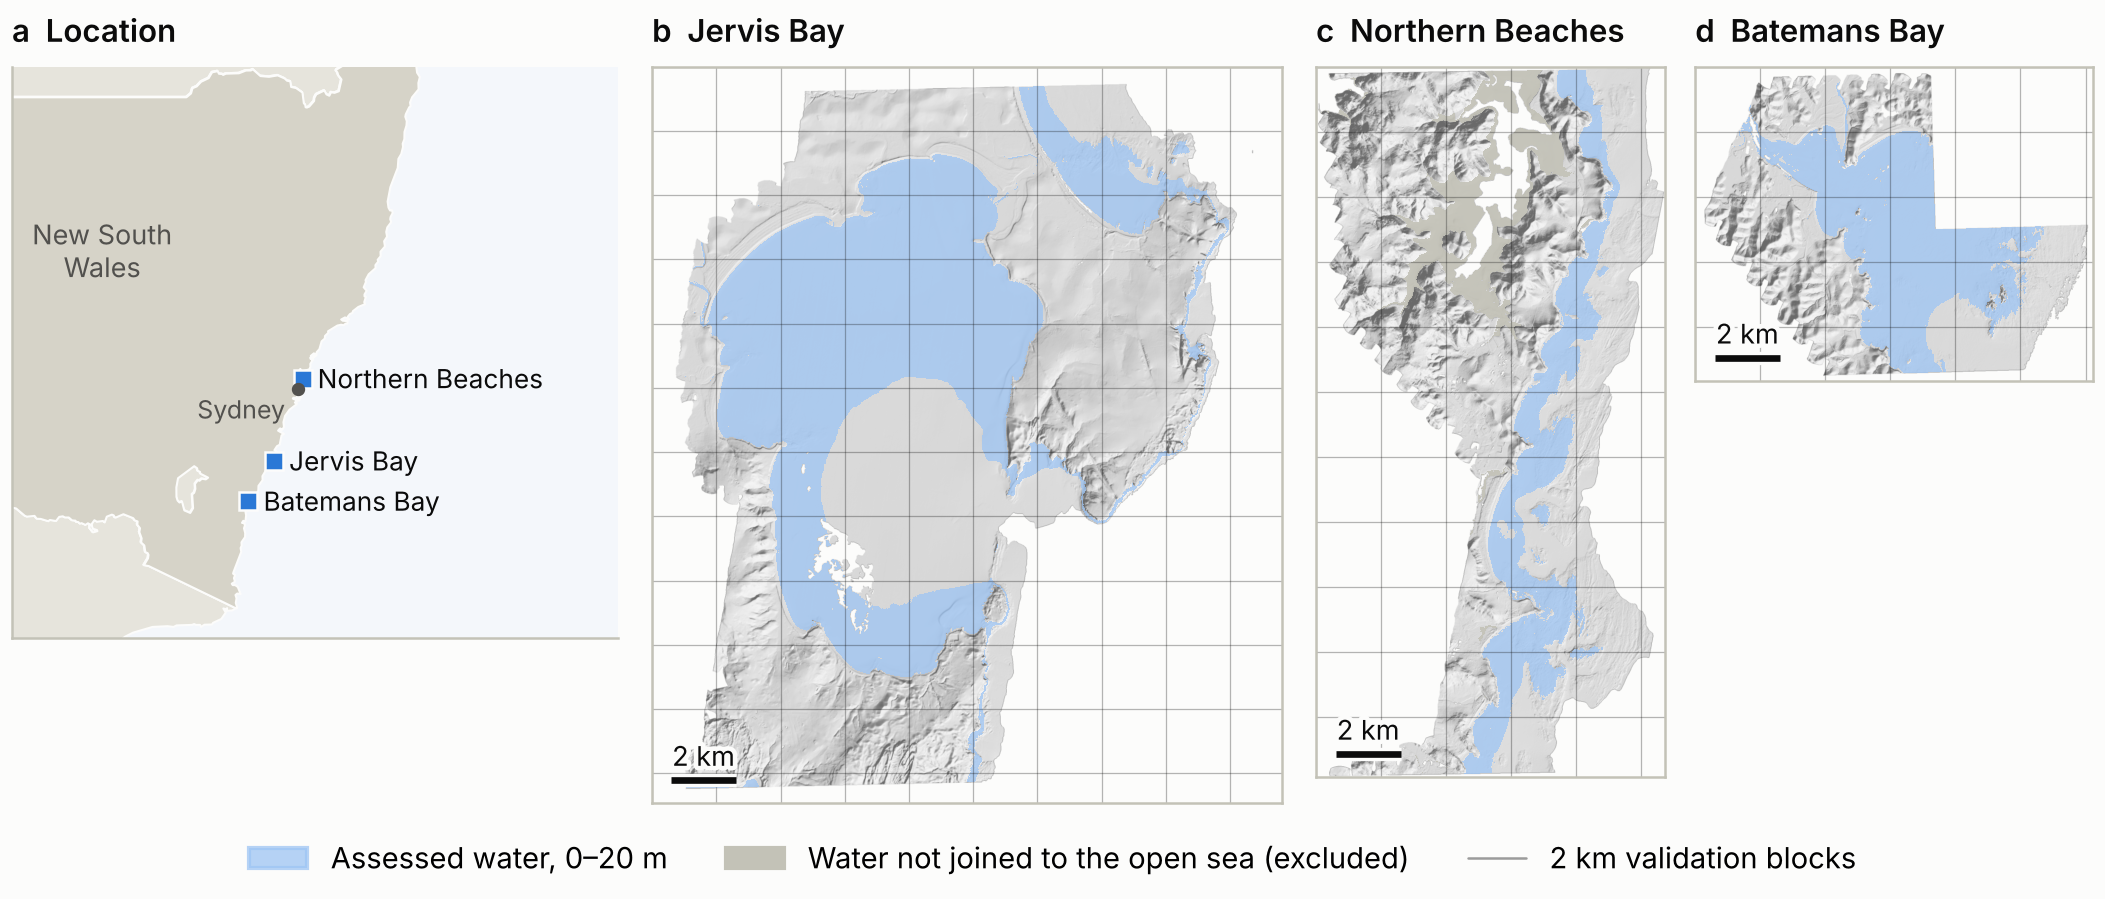 a Location
b Jervis Bay
c Northern Beaches
d Batemans Bay
New South
Wales
Northern Beaches
Sydney
Jervis Bay
Batemans Bay
2 km
2 km
2 km
Assessed water, 0–20 m
Water not joined to the open sea (excluded)
2 km validation blocks